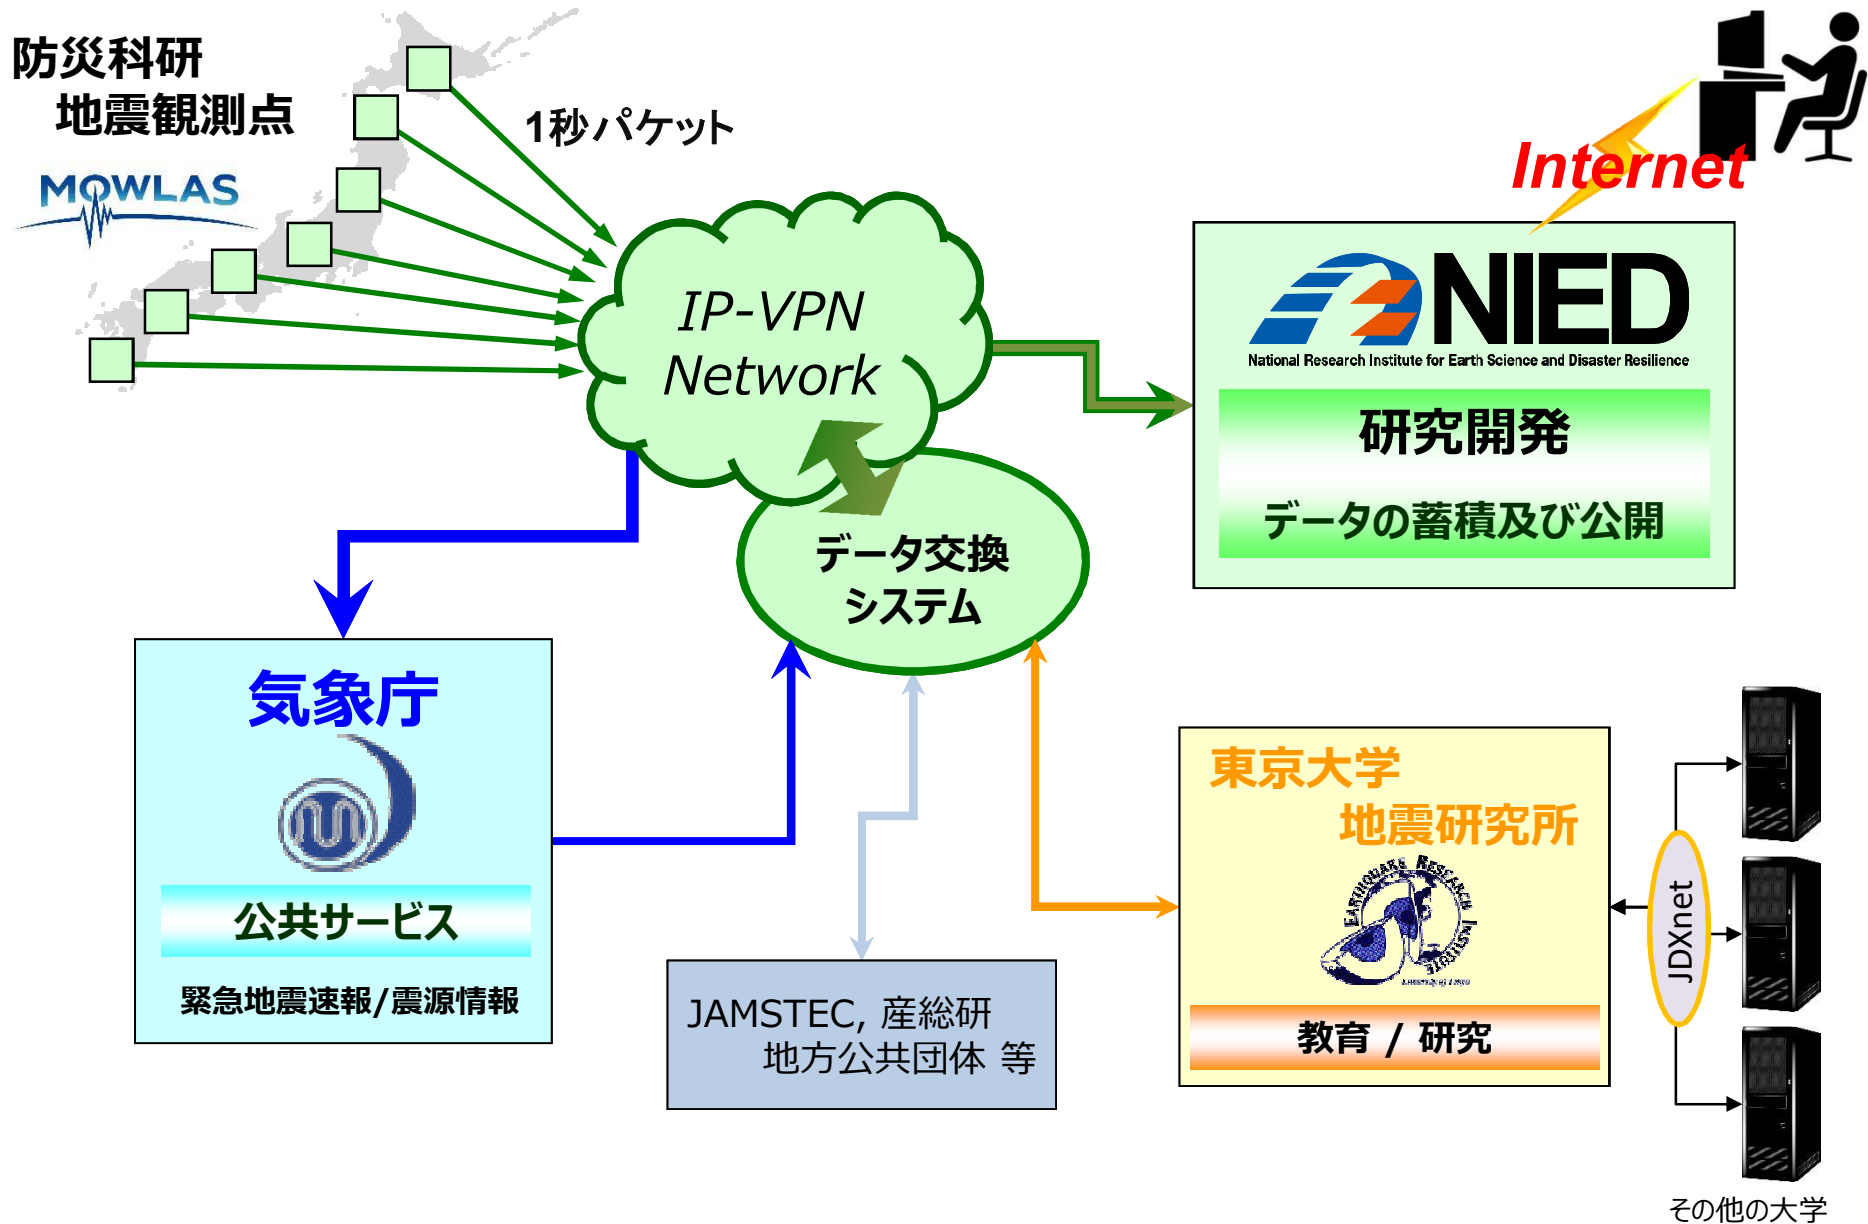 防災科研
地震観測点
MOWLAS
1秒パケット
Internet
IP-VPN
Network
NIED
National Research Institute for Earth Science and Disaster Resilience
研究開発
データの蓄積及び公開
データ交換
システム
気象庁
公共サービス
緊急地震速報/震源情報
JAMSTEC, 産総研
地方公共団体 等
東京大学
地震研究所
EARTHQUAKE RESEARCH INSTITUTE
教育 / 研究
JDXnet
その他の大学